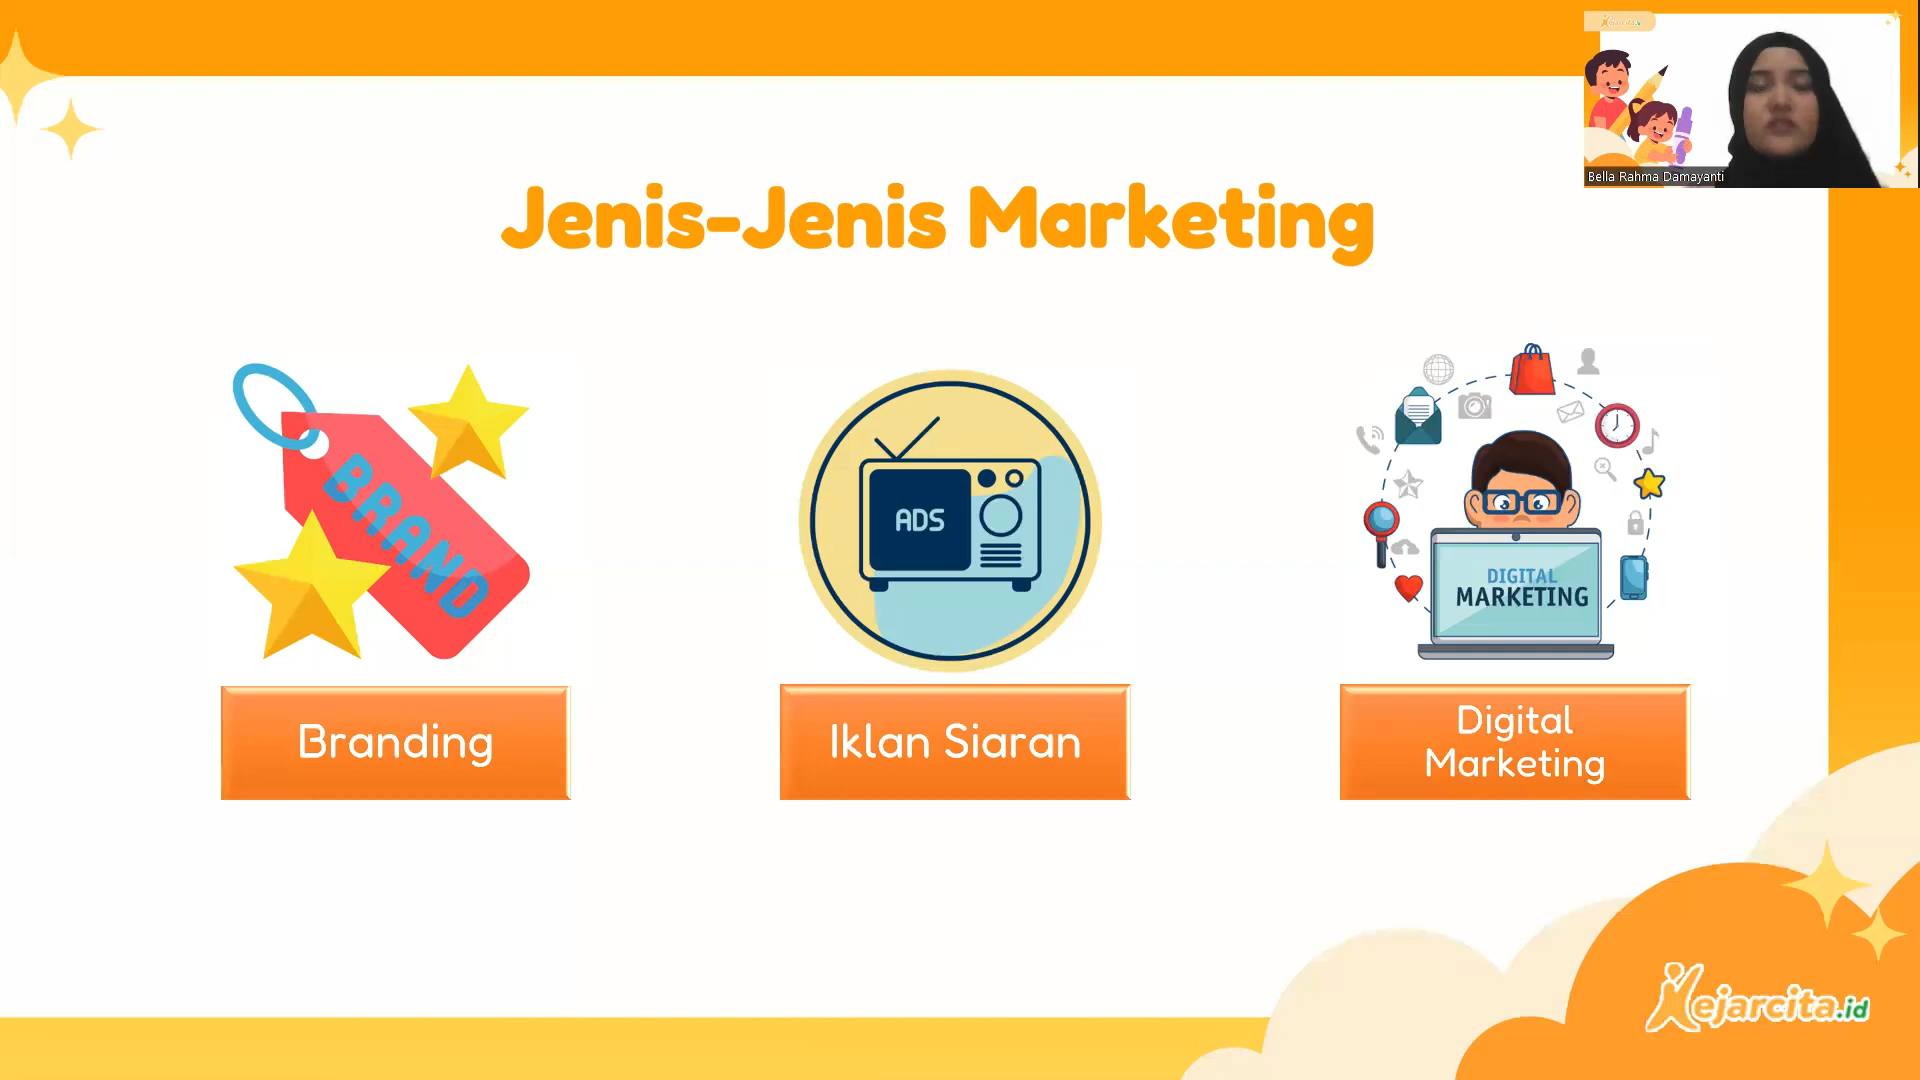 Bella Rahma Damayanti
Jenis-Jenis Marketing
BRAND
ADS
DIGITAL
MARKETING
Branding
Iklan Siaran
Digital
Marketing
Kejarcita.id